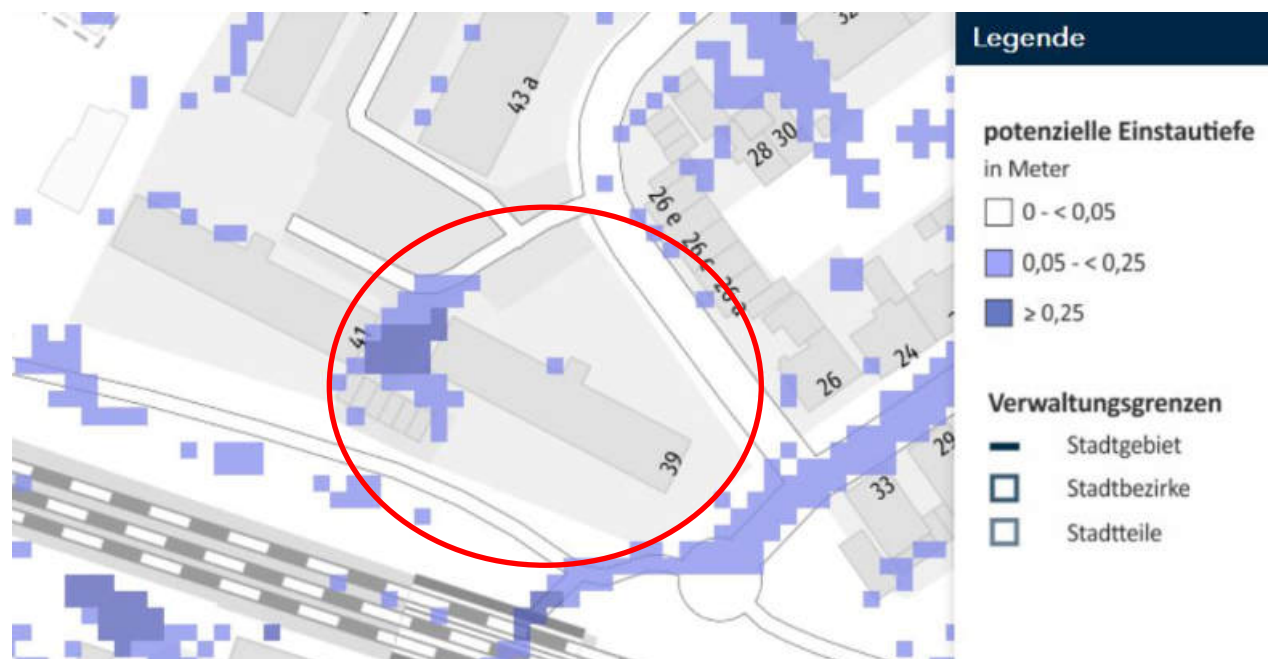 43 a
28
30
26 e
26 c
26 a
41
39
26
24
29
33
Legende
potenzielle Einstautiefe
in Meter
0 - < 0,05
0,05 - < 0,25
≥ 0,25
Verwaltungsgrenzen
Stadtgebiet
Stadtbezirke
Stadtteile